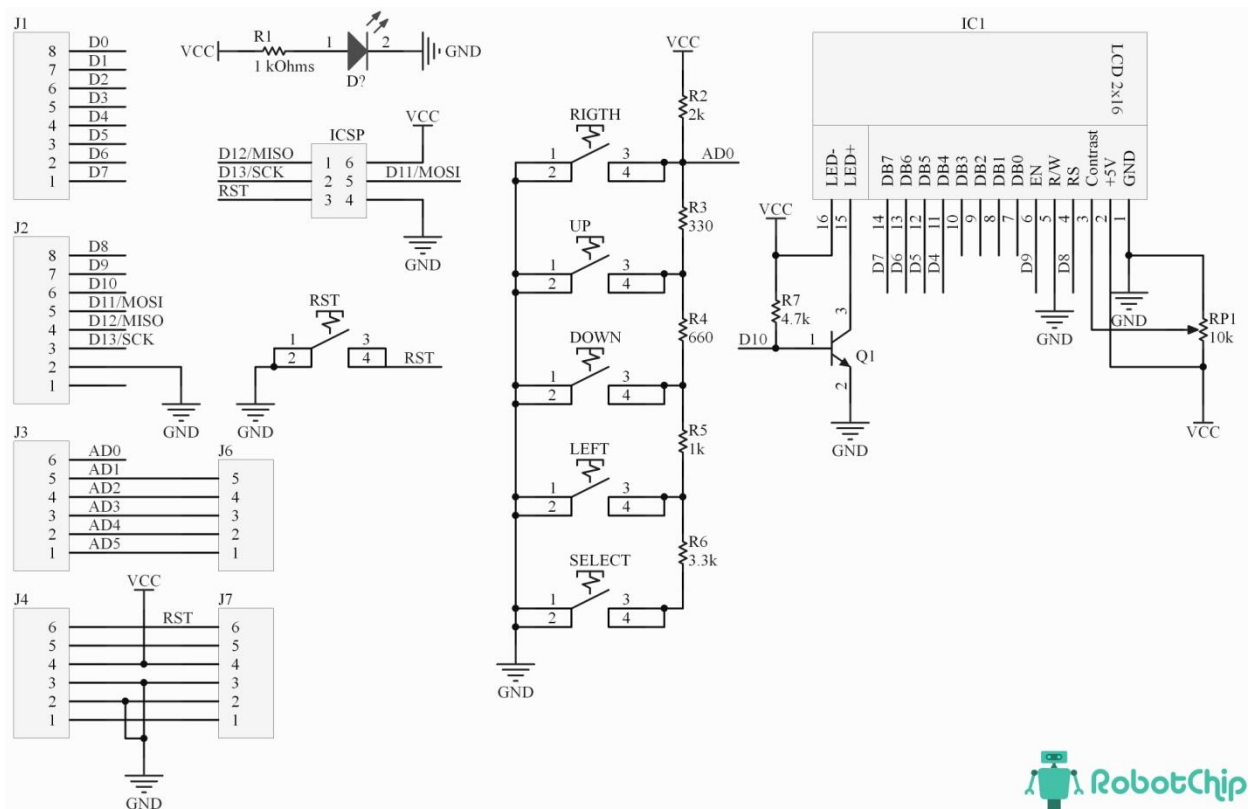 J1
8 D0
7 D1
6 D2
5 D3
4 D4
3 D5
2 D6
1 D7
VCC R1 1 kOhms 1 D? 2 GND
ICSP
VCC
D12/MISO 1 6
D13/SCK 2 5 D11/MOSI
RST 3 4
GND
J2
8 D8
7 D9
6 D10
5 D11/MOSI
4 D12/MISO
3 D13/SCK
2
1
GND
RST
1 3
2 4 RST
GND
J3
6 AD0
5 AD1
4 AD2
3 AD3
2 AD4
1 AD5
J6
5
4
3
2
1
VCC
J4 J7
6 RST 6
5 5
4 4
3 3
2 2
1 1
GND
VCC
R2
2k
RIGTH
1 3
2 4
AD0
R3
330
UP
1 3
2 4
R4
660
DOWN
1 3
2 4
R5
1k
LEFT
1 3
2 4
R6
3.3k
SELECT
1 3
2 4
GND
IC1
LCD 2x16
LED- LED+ DB7 DB6 DB5 DB4 DB3 DB2 DB1 DB0 EN R/W RS Contrast +5V GND
16 15 14 13 12 11 10 9 8 7 6 5 4 3 2 1
D7 D6 D5 D4 D9 D8
VCC
R7
4.7k
D10
1
3
Q1
2
GND
GND
GND
RP1
10k
VCC
RobotChip